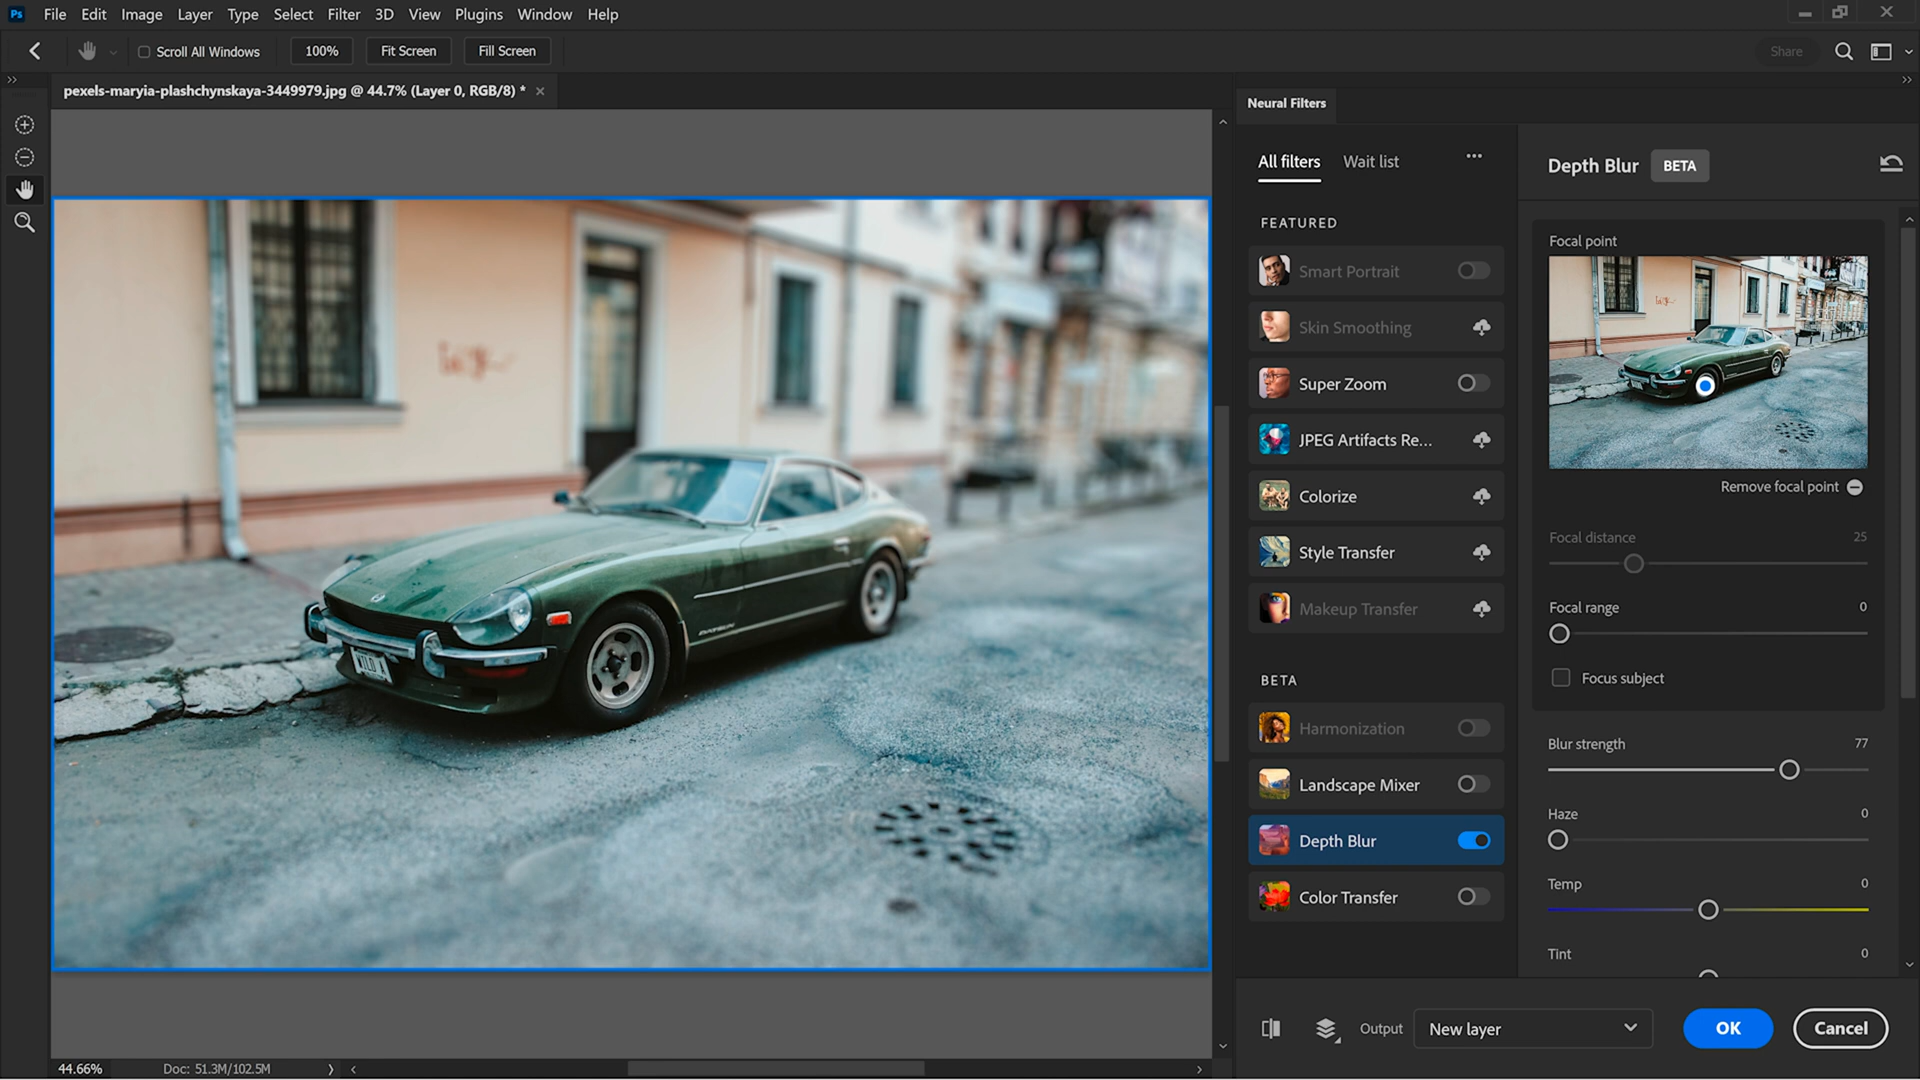 Ps File Edit Image Layer Type Select Filter 3D View Plugins Window Help
Scroll All Windows 100% Fit Screen Fill Screen Share
pexels-maryia-plashchynskaya-3449979.jpg @ 44.7% (Layer 0, RGB/8) * ×
Neural Filters
All filters Wait list
Depth Blur BETA
FEATURED
Smart Portrait
Skin Smoothing
Super Zoom
JPEG Artifacts Re...
Colorize
Style Transfer
Makeup Transfer
BETA
Harmonization
Landscape Mixer
Depth Blur
Color Transfer
Focal point
Remove focal point
Focal distance 25
Focal range 0
Focus subject
Blur strength 77
Haze 0
Temp 0
Tint 0
DATSUN
WILD A
Output New layer OK Cancel
44.66% Doc: 51.3M/102.5M